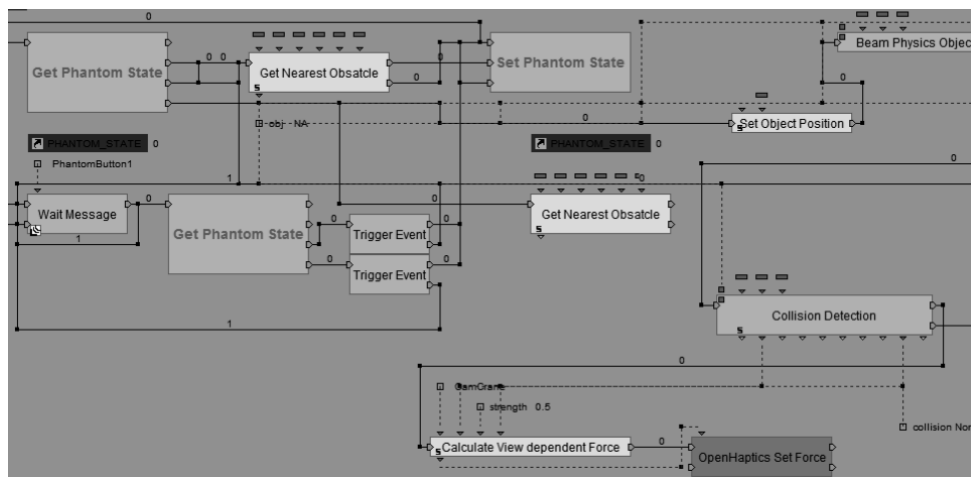 0
Beam Physics Objec
0 0
Get Phantom State
Get Nearest Obsatcle
Set Phantom State
s
0
0
0
obj NA
0
Set Object Position
s
PHANTOM_STATE 0
PHANTOM_STATE 0
0
PhantomButton1
1
0
0
0
Wait Message
Get Nearest Obsatcle
s
0
Get Phantom State
Trigger Event
1
0
Trigger Event
Collision Detection
s
1
0
CamCrane
strength 0.5
collision Nor
Calculate View dependent Force
s
0
OpenHaptics Set Force